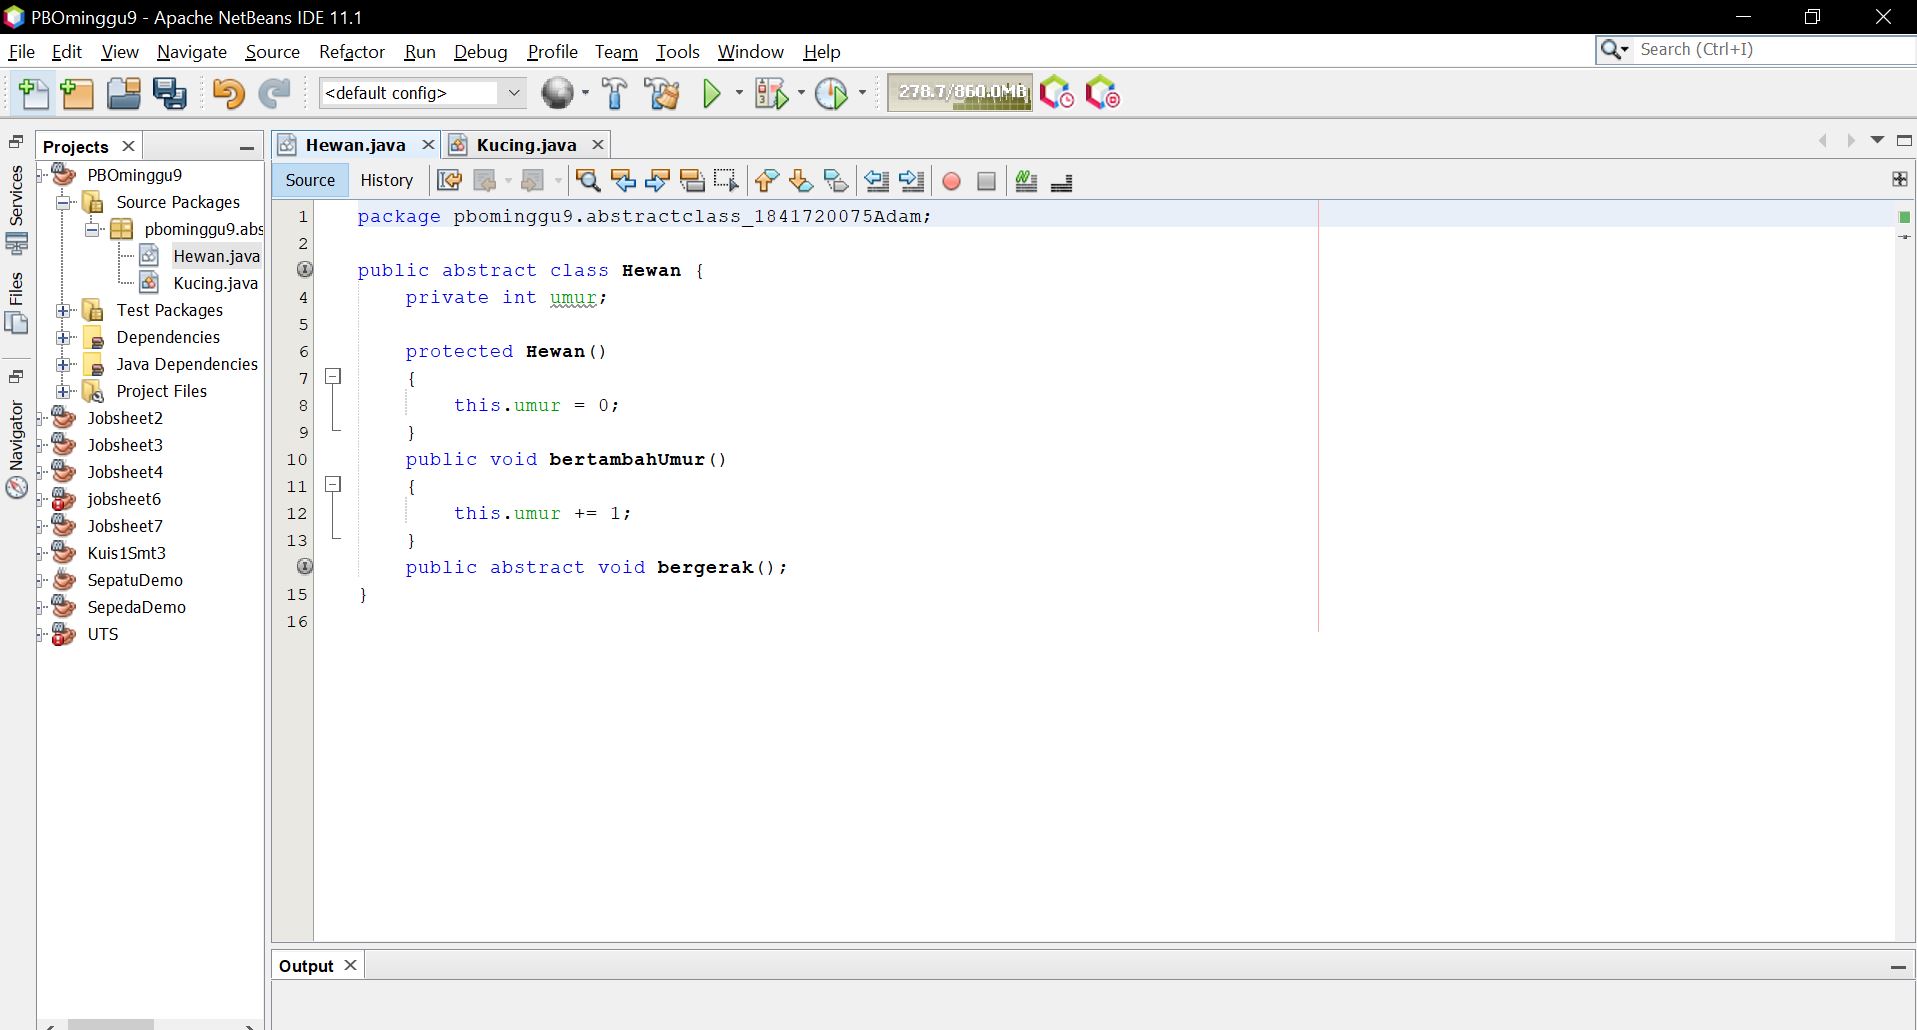 PBOminggu9 - Apache NetBeans IDE 11.1
File Edit View Navigate Source Refactor Run Debug Profile Team Tools Window Help
Search (Ctrl+I)
<default config>
278.7/860.0MB
Services
Files
Navigator
Projects
PBOminggu9
Source Packages
pbominggu9.abs
Hewan.java
Kucing.java
Test Packages
Dependencies
Java Dependencies
Project Files
Jobsheet2
Jobsheet3
Jobsheet4
jobsheet6
Jobsheet7
Kuis1Smt3
SepatuDemo
SepedaDemo
UTS
Hewan.java Kucing.java
Source History
1 package pbominggu9.abstractclass_1841720075Adam;
2
public abstract class Hewan {
4 private int umur;
5
6 protected Hewan()
7 {
8 this.umur = 0;
9 }
10 public void bertambahUmur()
11 {
12 this.umur += 1;
13 }
public abstract void bergerak();
15 }
16
Output